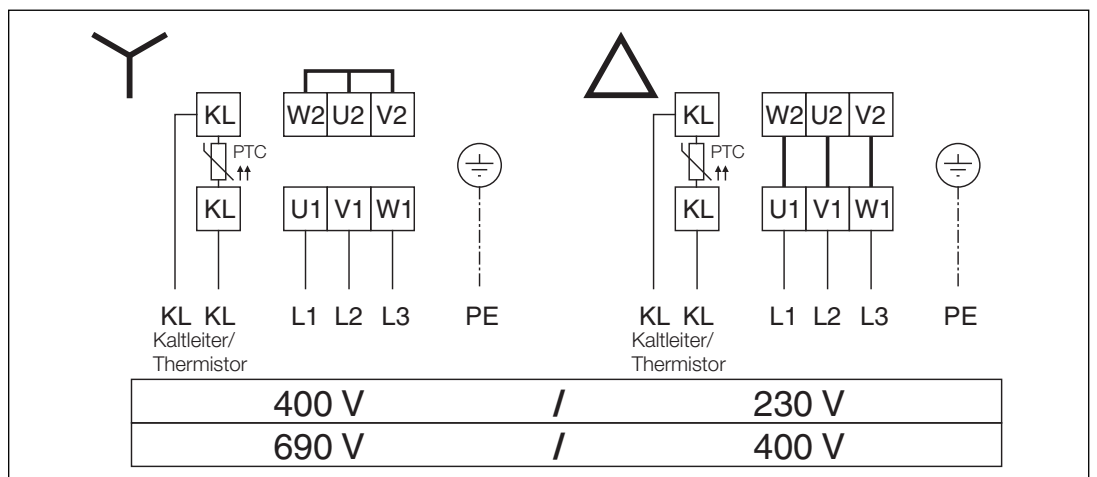 KL W2 U2 V2
PTC
KL U1 V1 W1
KL KL L1 L2 L3 PE
Kaltleiter/
Thermistor
KL W2 U2 V2
PTC
KL U1 V1 W1
KL KL L1 L2 L3 PE
Kaltleiter/
Thermistor
400 V / 230 V
690 V / 400 V